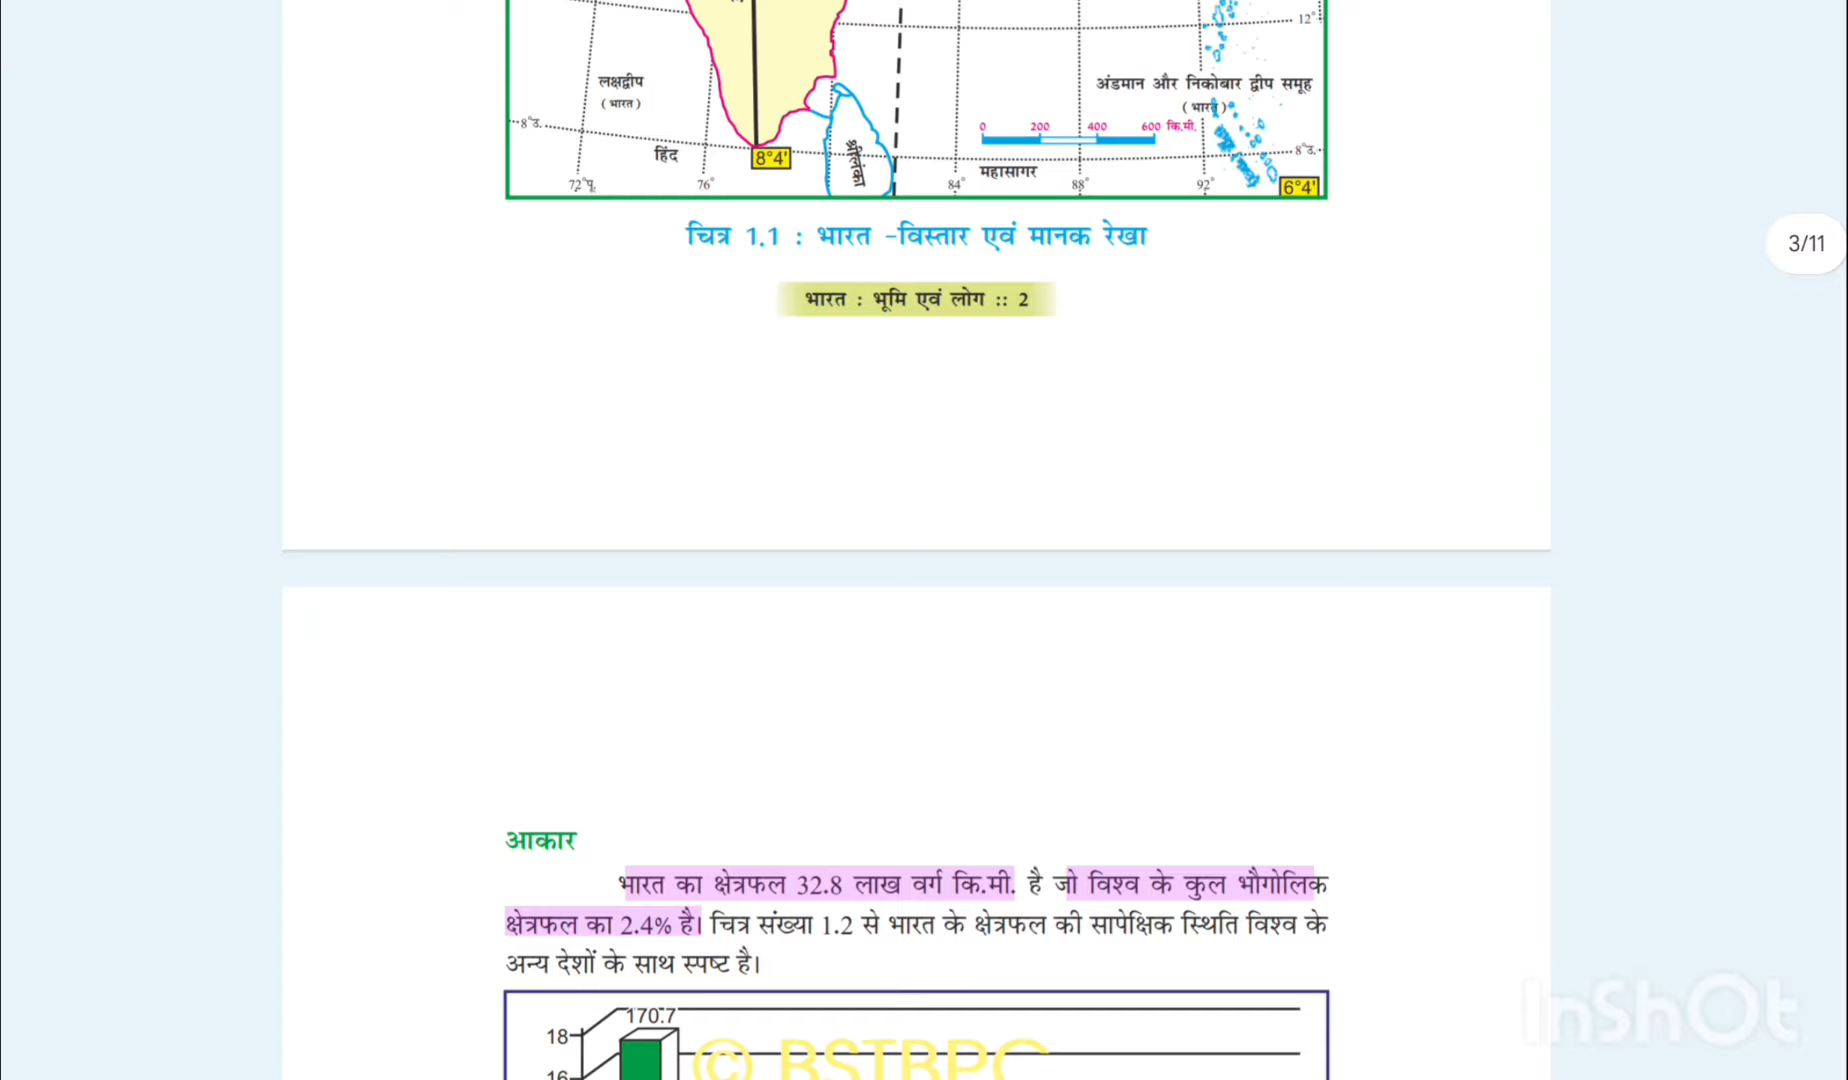 12°
लक्षद्वीप
( भारत )
अंडमान और निकोबार द्वीप समूह
( भारत )
8°उ.
0 200 400 600 कि.मी.
श्रीलंका
हिंद
8°4'
महासागर
8°उ.
72°पू.
76°
84°
88°
92°
6°4'
चित्र 1.1 : भारत -विस्तार एवं मानक रेखा
3/11
भारत : भूमि एवं लोग :: 2
आकार
भारत का क्षेत्रफल 32.8 लाख वर्ग कि.मी. है जो विश्व के कुल भौगोलिक
क्षेत्रफल का 2.4% है। चित्र संख्या 1.2 से भारत के क्षेत्रफल की सापेक्षिक स्थिति विश्व के
अन्य देशों के साथ स्पष्ट है।
170.7
18
16
© BSTBPC
InShOt